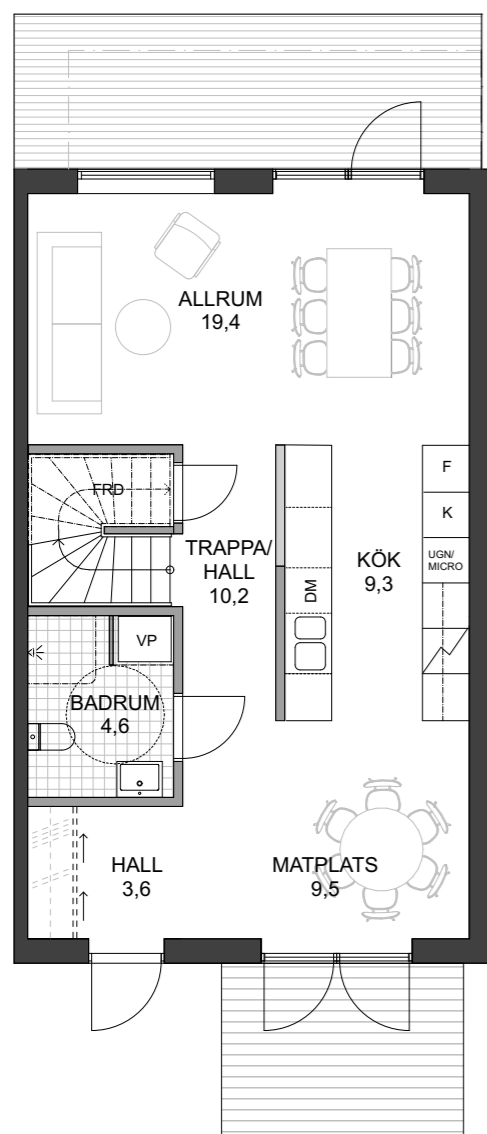 ALLRUM
19,4
FRD
TRAPPA/
HALL
10,2
KÖK
9,3
F
K
UGN/
MICRO
DM
VP
BADRUM
4,6
HALL
3,6
MATPLATS
9,5